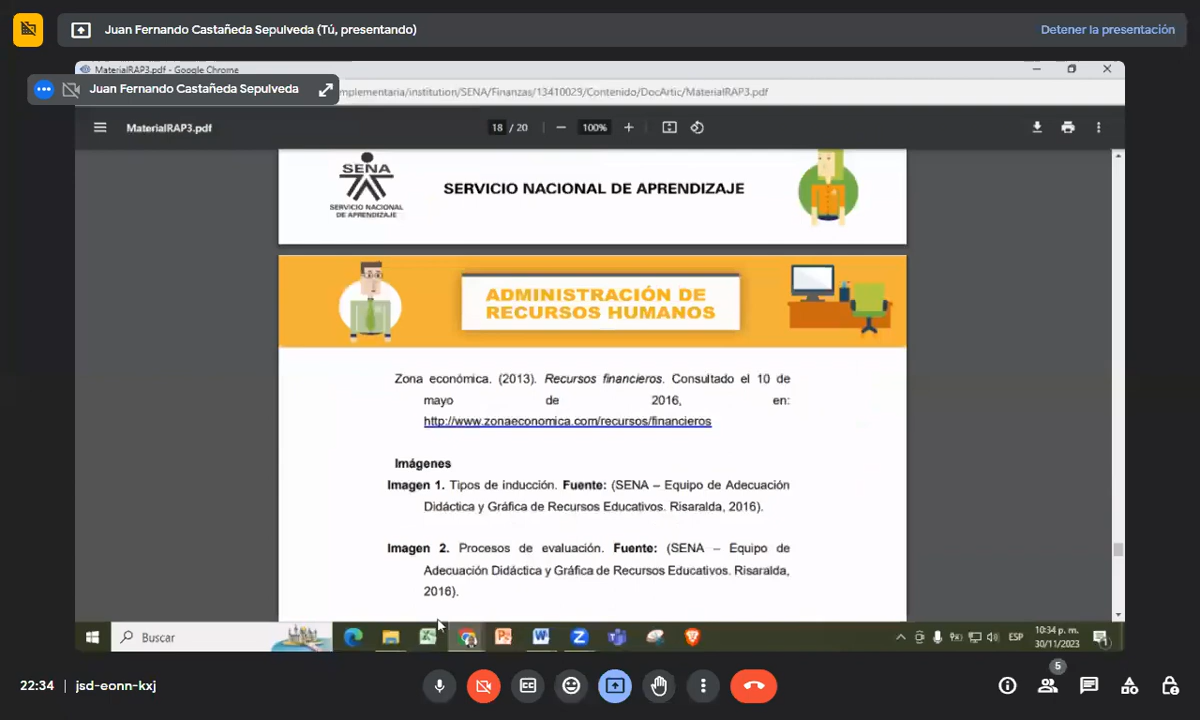 Juan Fernando Castañeda Sepulveda (Tú, presentando)
Detener la presentación
MaterialRAP3.pdf - Google Chrome
Juan Fernando Castañeda Sepulveda
mplementaria/institution/SENA/Finanzas/13410029/Contenido/DocArtic/MaterialRAP3.pdf
MaterialRAP3.pdf
18 / 20
100%
SENA
SERVICIO NACIONAL
DE APRENDIZAJE
SERVICIO NACIONAL DE APRENDIZAJE
ADMINISTRACIÓN DE
RECURSOS HUMANOS
Zona económica. (2013). Recursos financieros. Consultado el 10 de
mayo de 2016, en:
http://www.zonaeconomica.com/recursos/financieros
Imágenes
Imagen 1. Tipos de inducción. Fuente: (SENA – Equipo de Adecuación
Didáctica y Gráfica de Recursos Educativos. Risaralda, 2016).
Imagen 2. Procesos de evaluación. Fuente: (SENA – Equipo de
Adecuación Didáctica y Gráfica de Recursos Educativos. Risaralda,
2016).
Buscar
ESP
10:34 p. m.
30/11/2023
1
22:34 | jsd-eonn-kxj
5